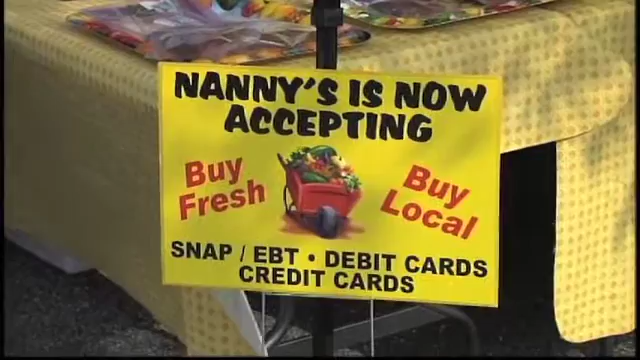 NANNY'S IS NOW
ACCEPTING
Buy
Fresh
Buy
Local
SNAP / EBT • DEBIT CARDS
CREDIT CARDS